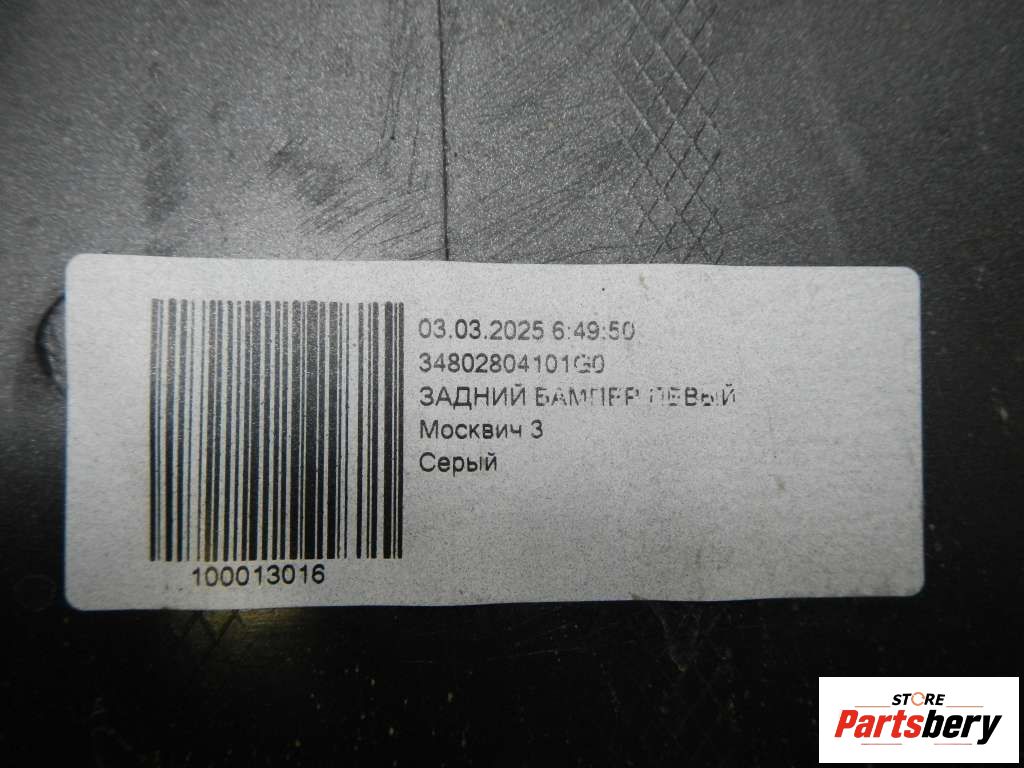 03.03.2025 6:49:50
34802804101G0
ЗАДНИЙ БАМПЕР ЛЕВЫЙ
Москвич 3
Серый
100013016
STORE
Partsbery